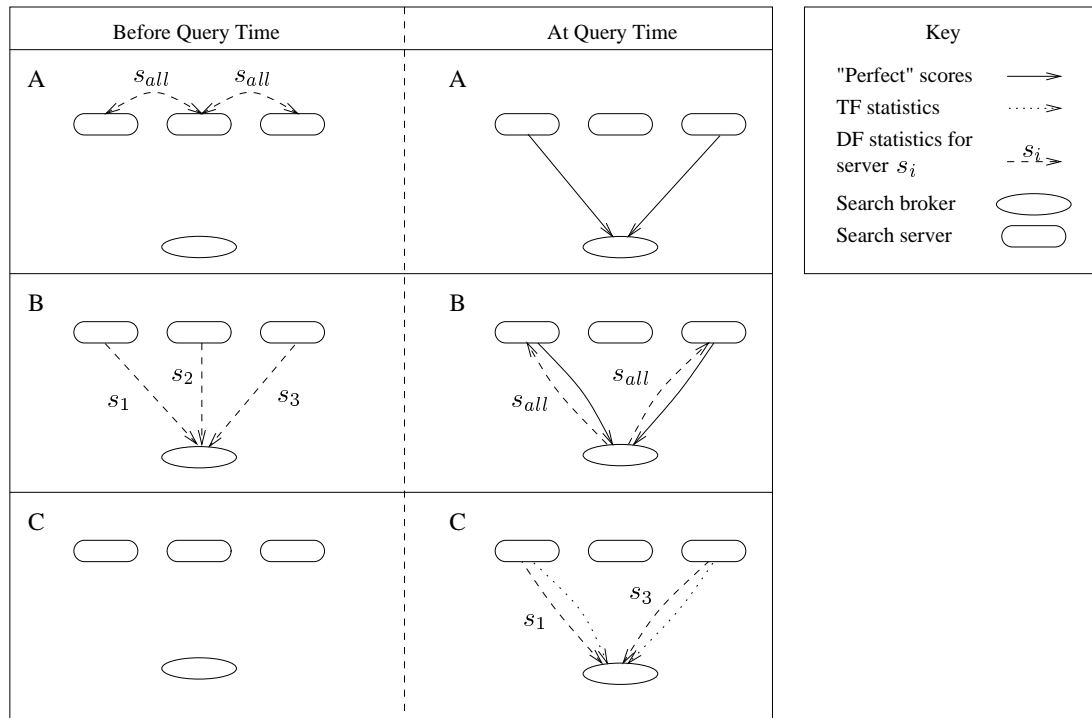 Before Query Time
At Query Time
A
s_all
s_all
A
B
s_1
s_2
s_3
B
s_all
s_all
C
C
s_1
s_3
Key
"Perfect" scores
TF statistics
DF statistics for
server s_i
s_i
Search broker
Search server